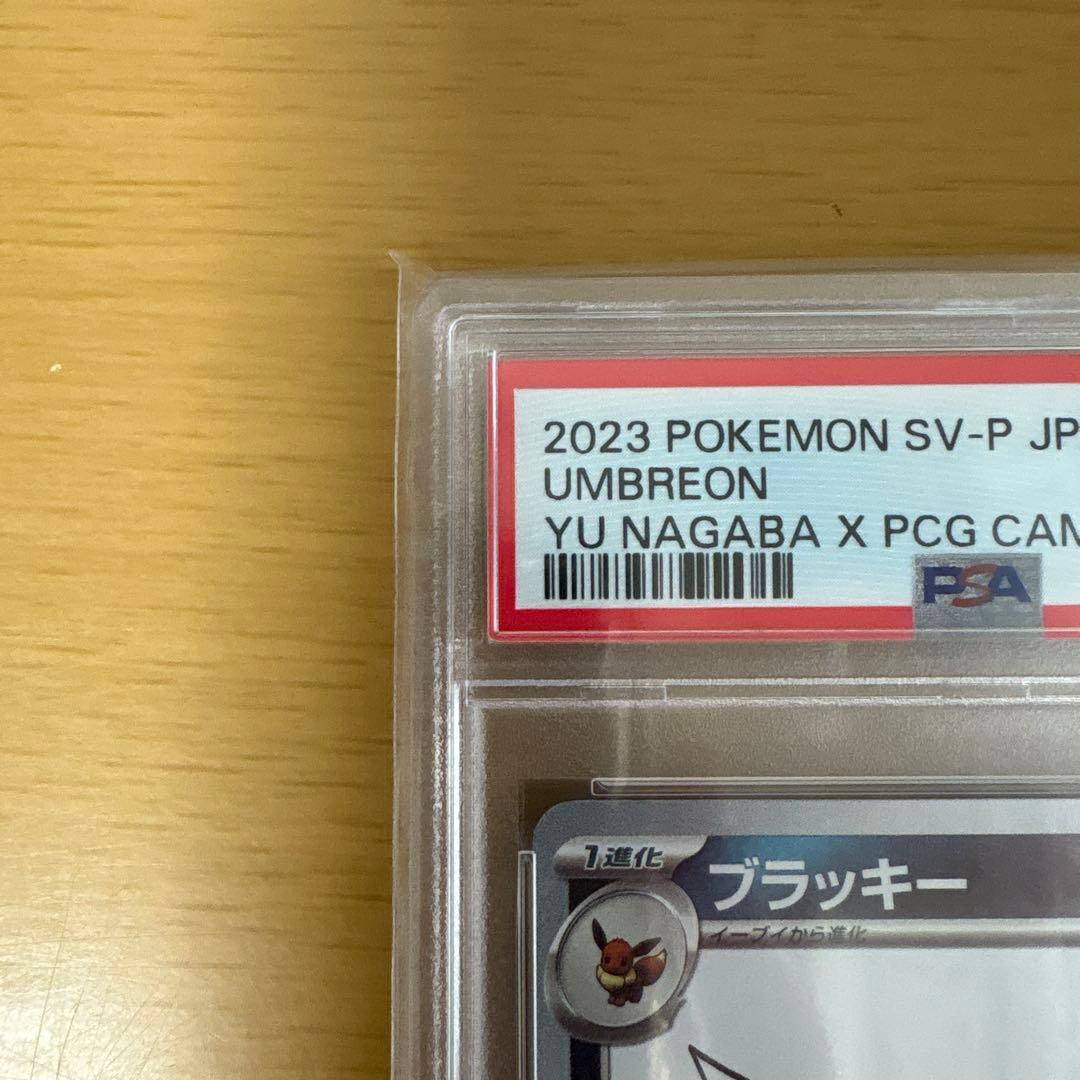 2023 POKEMON SV-P JP
UMBREON
YU NAGABA X PCG CAM
PSA
1進化
ブラッキー
イーブイから進化